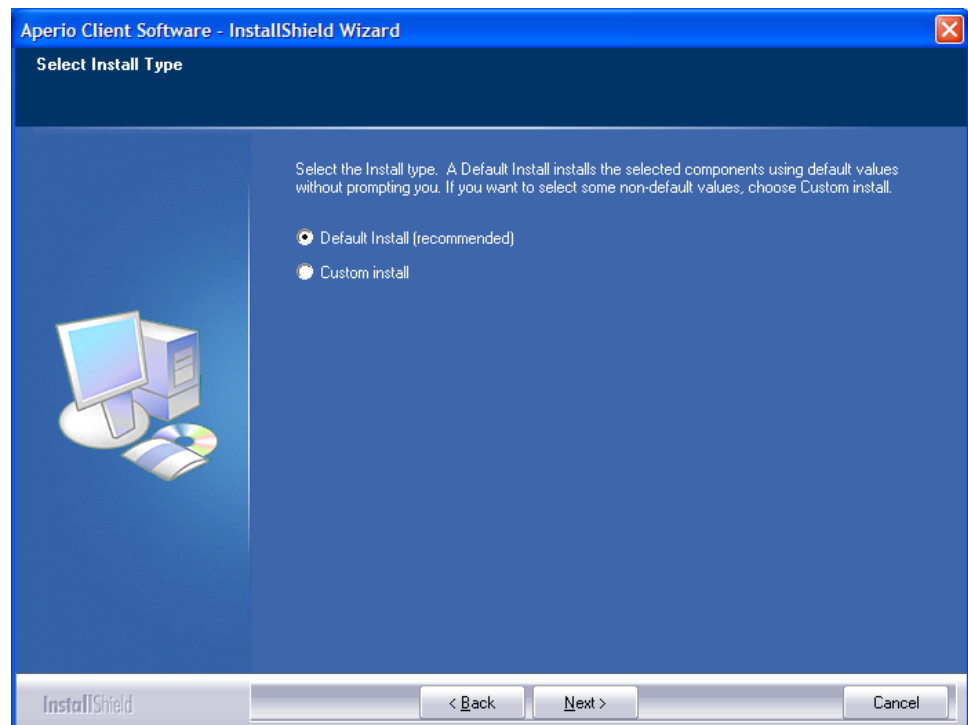 Aperio Client Software - InstallShield Wizard
Select Install Type
Select the Install type. A Default Install installs the selected components using default values
without prompting you. If you want to select some non-default values, choose Custom install.
Default Install (recommended)
Custom install
InstallShield
< Back
Next >
Cancel